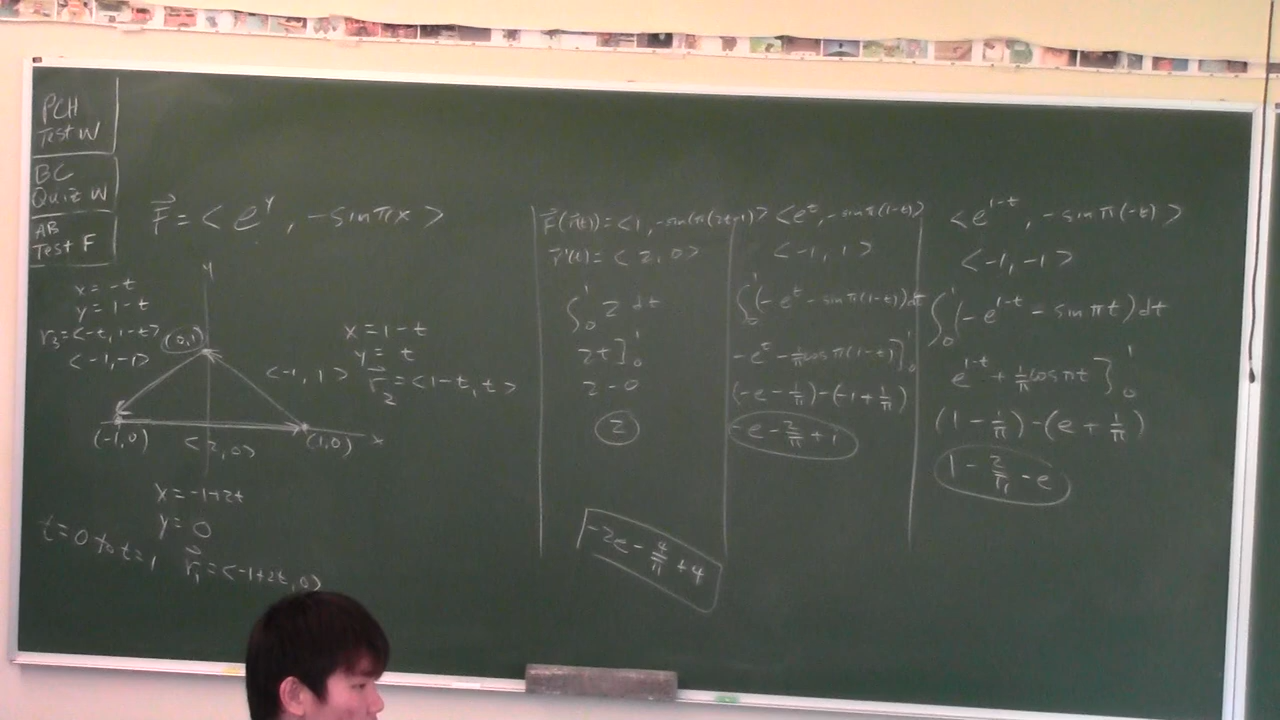 PCH
Test W
BC
Quiz W
AB
Test F
F⃗ = < e^y , -sin πx >
y
x = -t
y = 1-t
r₃ = <-t, 1-t>
<-1, -1>
(0,1)
x = 1-t
y = t
r⃗₂ = <1-t, t>
<-1, 1>
(-1,0)
<2,0>
(1,0)
x
x = -1+2t
y = 0
t=0 to t=1
r⃗₁ = <-1+2t, 0>
F⃗(r⃗(t)) = <1, -sin(π(2t-1)>
r⃗'(t) = <2, 0>
∫₀¹ 2 dt
2t]₀¹
2-0
2
<e^t, -sin π(1-t)>
<-1, 1>
∫₀¹ (-e^t - sin π(1-t)) dt
-e^t - 1/π cos π(1-t)]₀¹
(-e - 1/π) - (-1 + 1/π)
-e - 2/π + 1
<e^(1-t), -sin π(-t)>
<-1, -1>
∫₀¹ (-e^(1-t) - sin πt) dt
e^(1-t) + 1/π cos πt]₀¹
(1 - 1/π) - (e + 1/π)
1 - 2/π - e
-2e - 4/π + 4